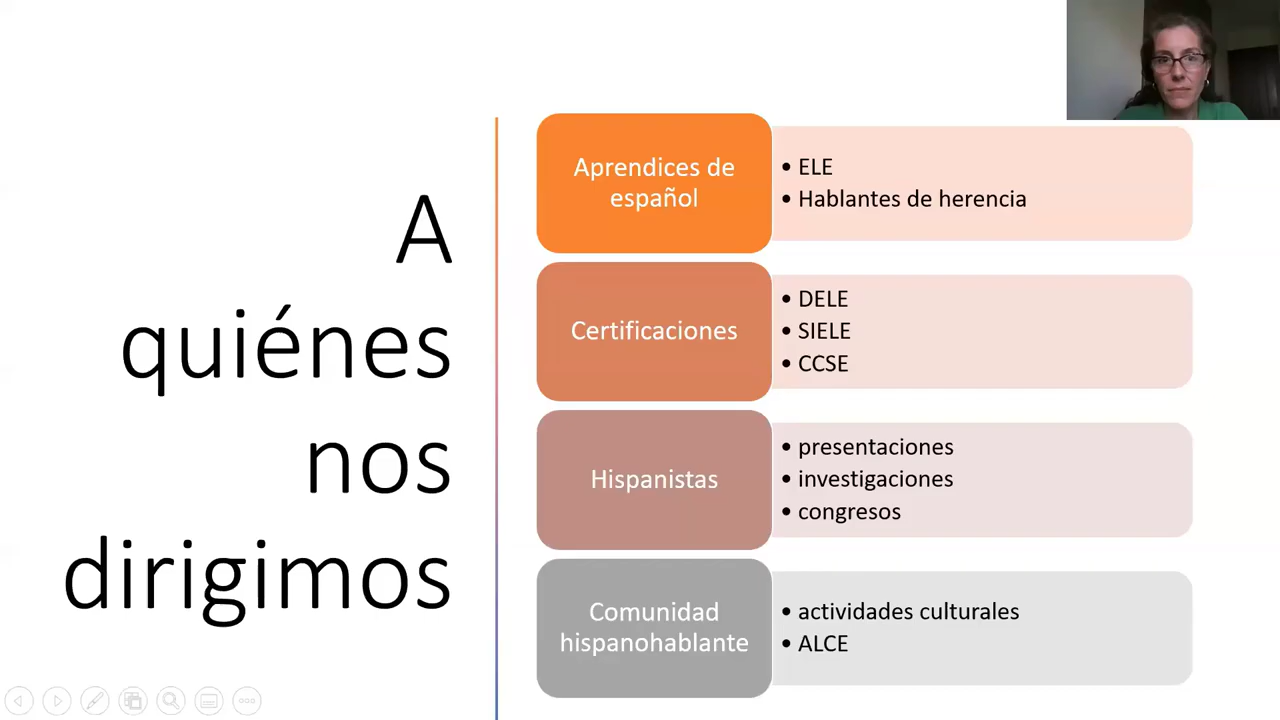 A
quiénes
nos
dirigimos
Aprendices de
español
• ELE
• Hablantes de herencia
Certificaciones
• DELE
• SIELE
• CCSE
Hispanistas
• presentaciones
• investigaciones
• congresos
Comunidad
hispanohablante
• actividades culturales
• ALCE